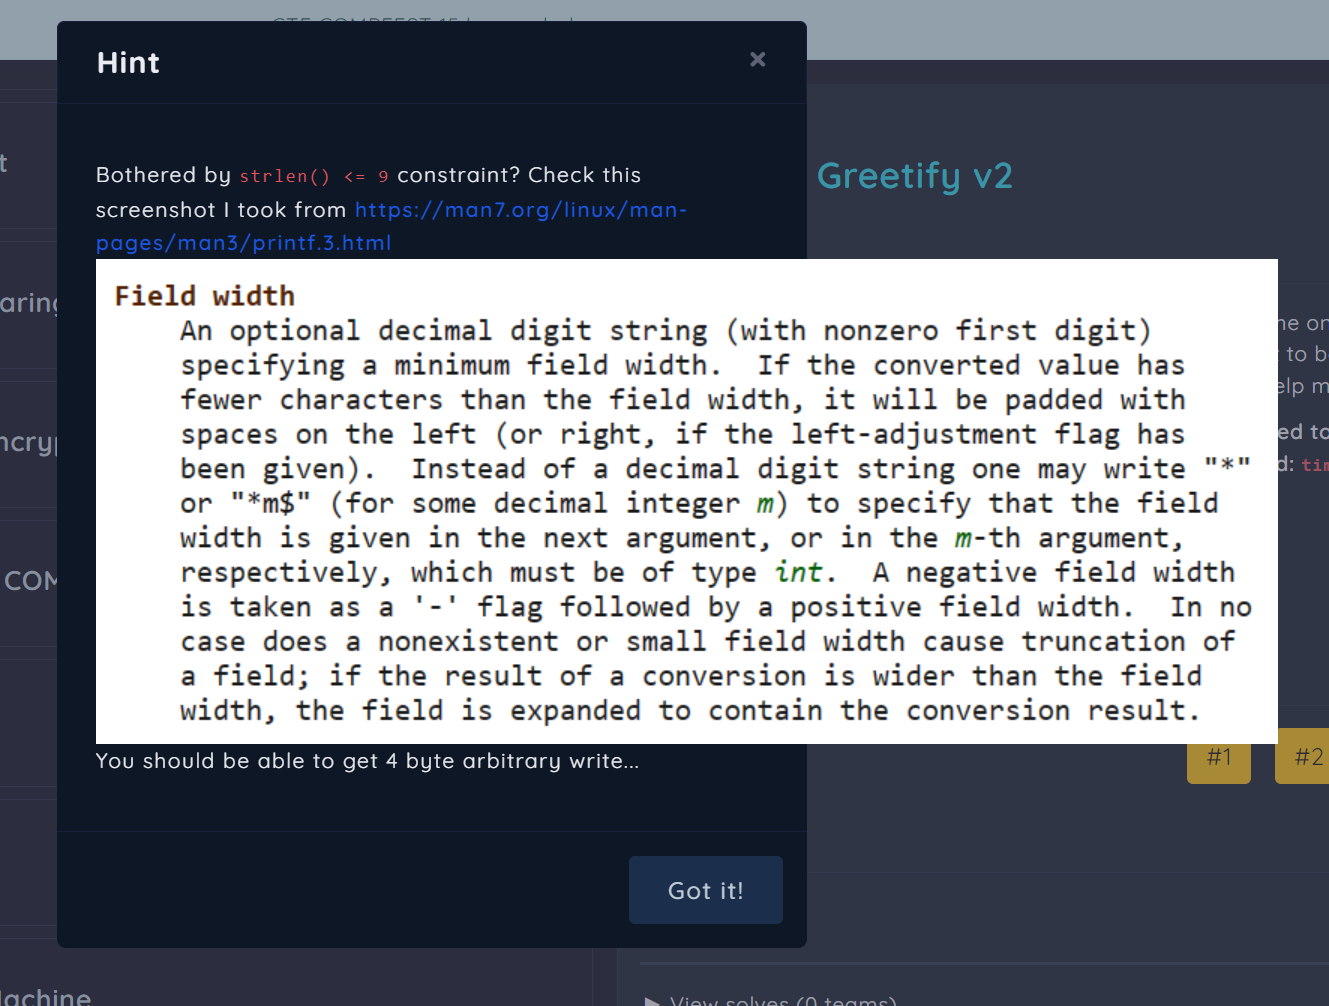 Hint
×
Bothered by strlen() <= 9 constraint? Check this
screenshot I took from https://man7.org/linux/man-
pages/man3/printf.3.html
Field width
An optional decimal digit string (with nonzero first digit)
specifying a minimum field width.  If the converted value has
fewer characters than the field width, it will be padded with
spaces on the left (or right, if the left-adjustment flag has
been given).  Instead of a decimal digit string one may write "*"
or "*m$" (for some decimal integer m) to specify that the field
width is given in the next argument, or in the m-th argument,
respectively, which must be of type int.  A negative field width
is taken as a '-' flag followed by a positive field width.  In no
case does a nonexistent or small field width cause truncation of
a field; if the result of a conversion is wider than the field
width, the field is expanded to contain the conversion result.
You should be able to get 4 byte arbitrary write...
Got it!
Greetify v2
to b
elp m
ed to
d: tim
#1 #2
aring
ncryp
COM
achine
▶ View solves (0 teams)